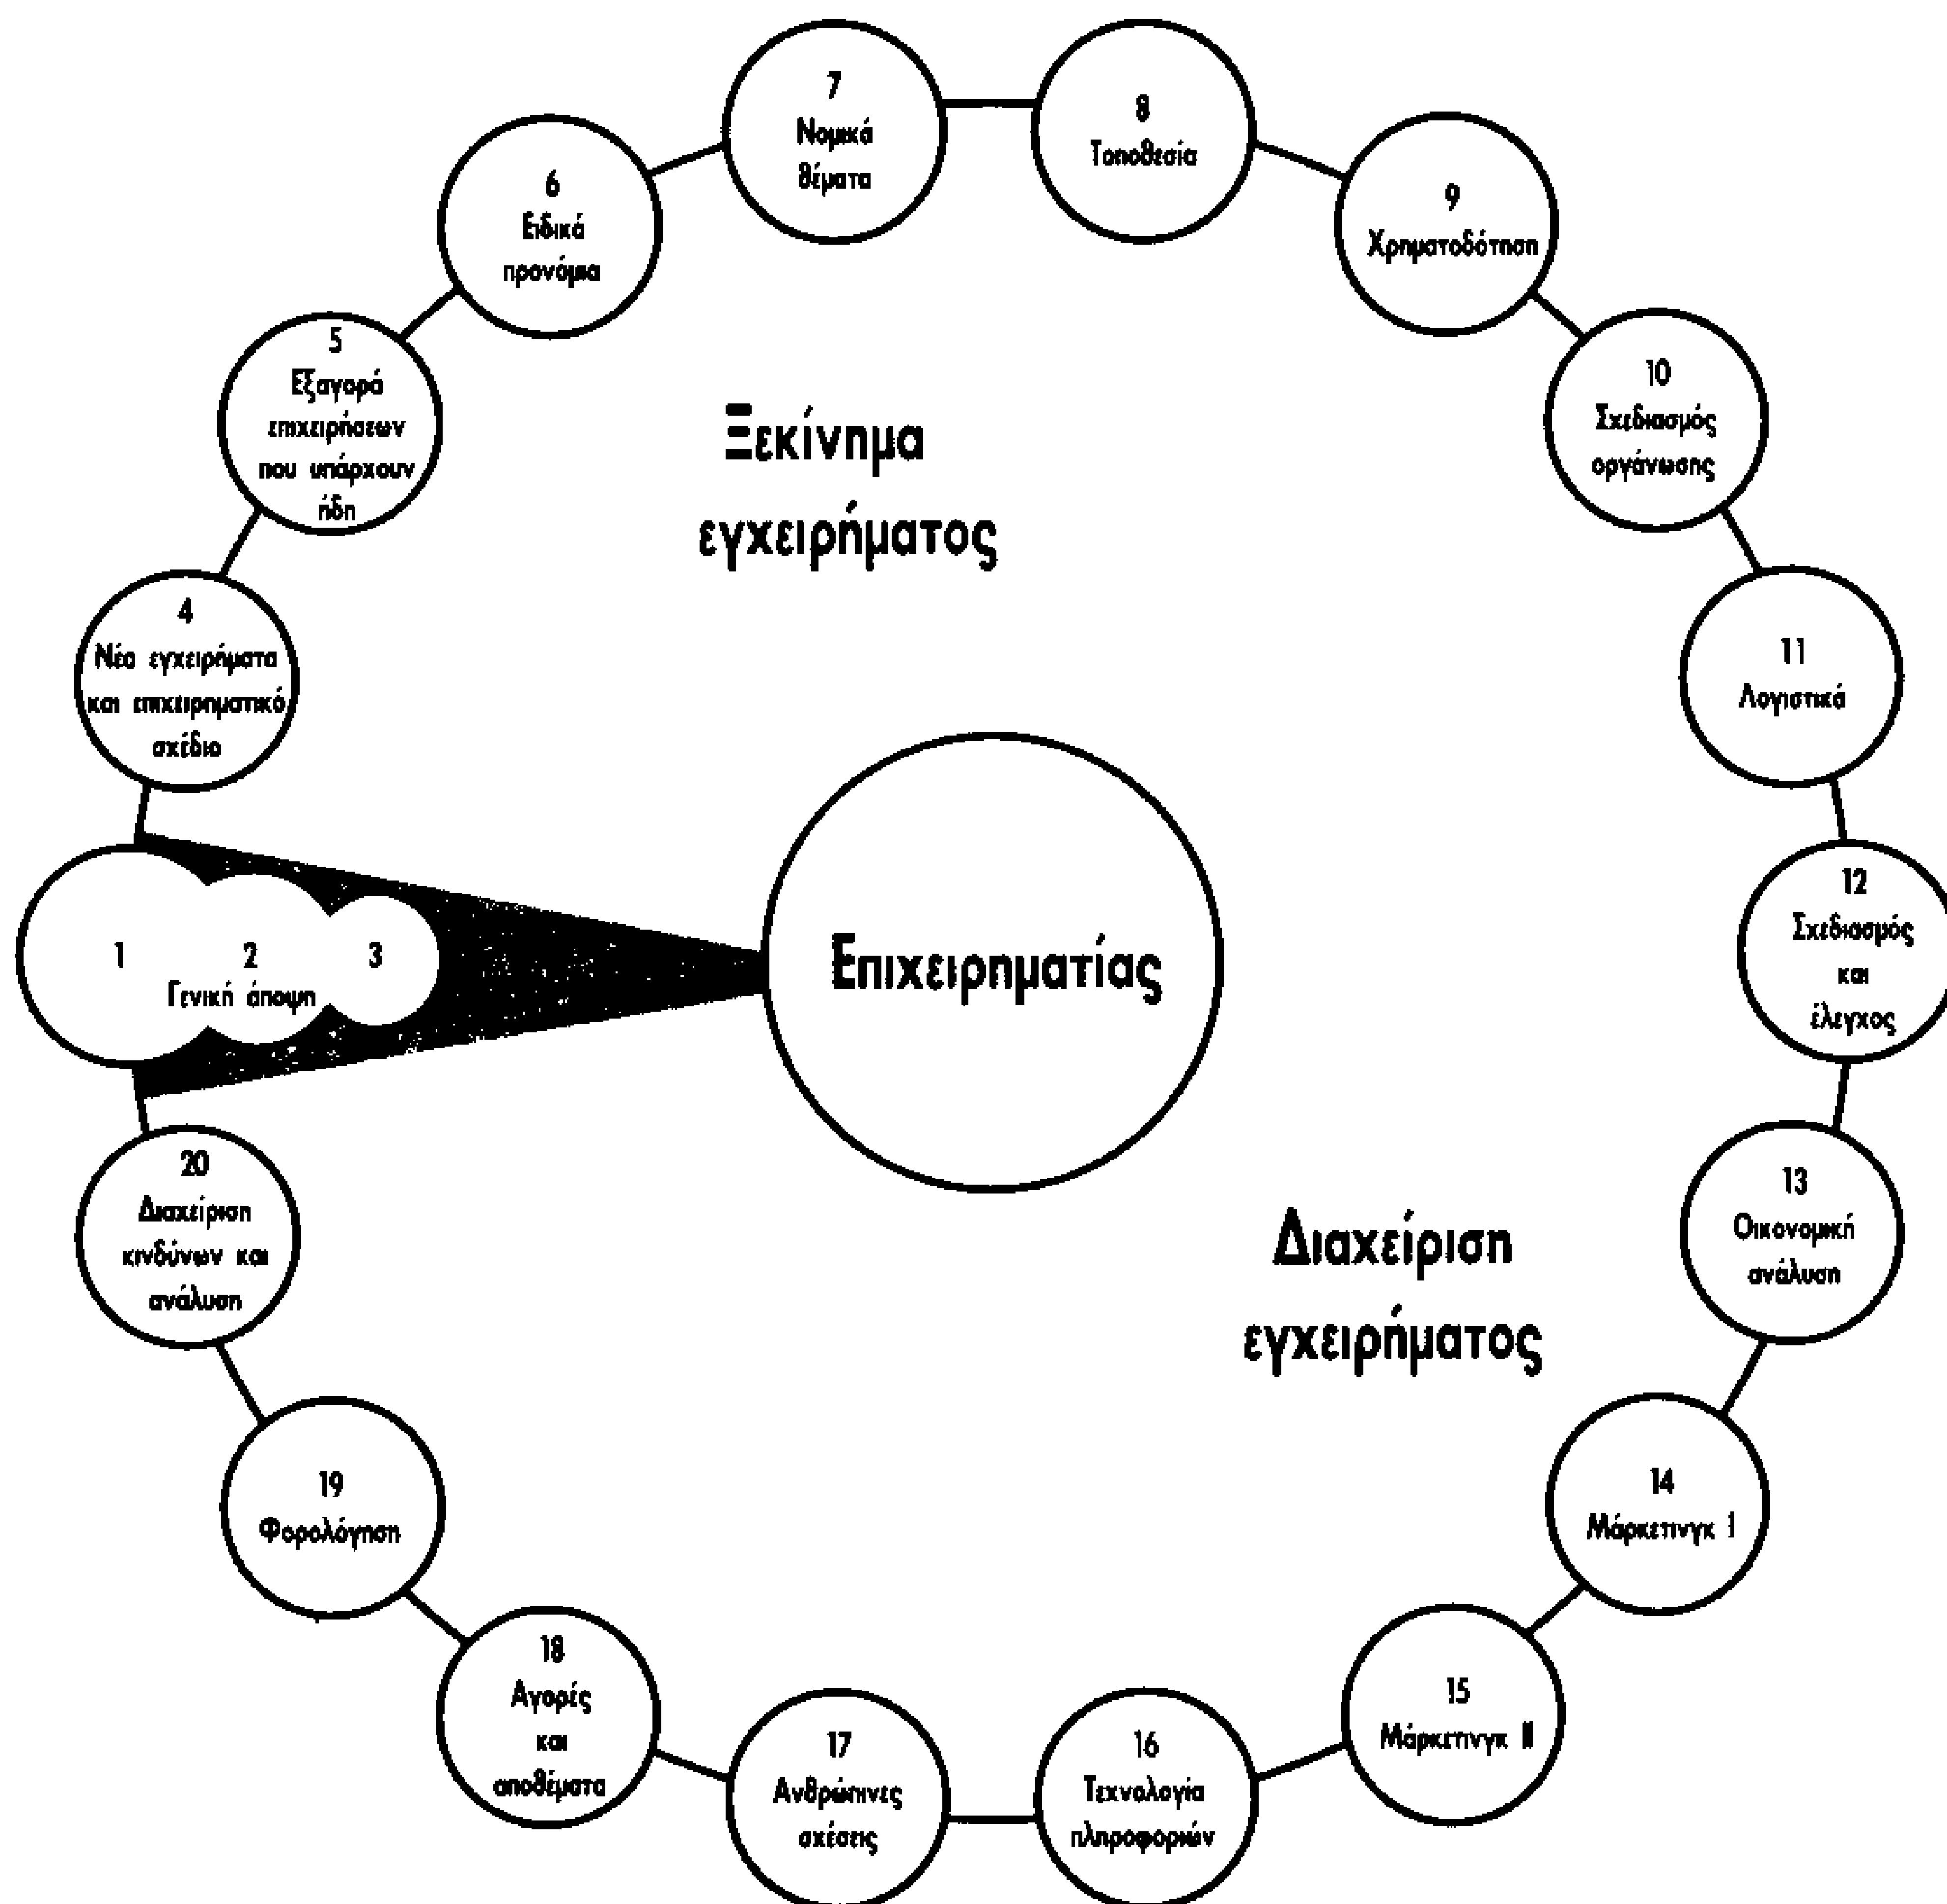 7
Νομικά
θέματα
8
Τοποθεσία
6
Ειδικά
προνόμια
9
Χρηματοδότηση
5
Εξαγορά
επιχειρήσεων
που υπάρχουν
ήδη
10
Σχεδιασμός
οργάνωσης
Ξεκίνημα
εγχειρήματος
4
Νέα εγχειρήματα
και επιχειρηματικό
σχέδιο
11
Λογιστικά
1
2
3
Γενική άποψη
Επιχειρηματίας
12
Σχεδιασμός
και
έλεγχος
20
Διαχείριση
κινδύνων και
ανάλυση
13
Οικονομική
ανάλυση
Διαχείριση
εγχειρήματος
19
Φορολόγηση
14
Μάρκετινγκ I
18
Αγορές
και
αποθέματα
15
Μάρκετινγκ II
17
Ανθρώπινες
σχέσεις
16
Τεχνολογία
πληροφοριών